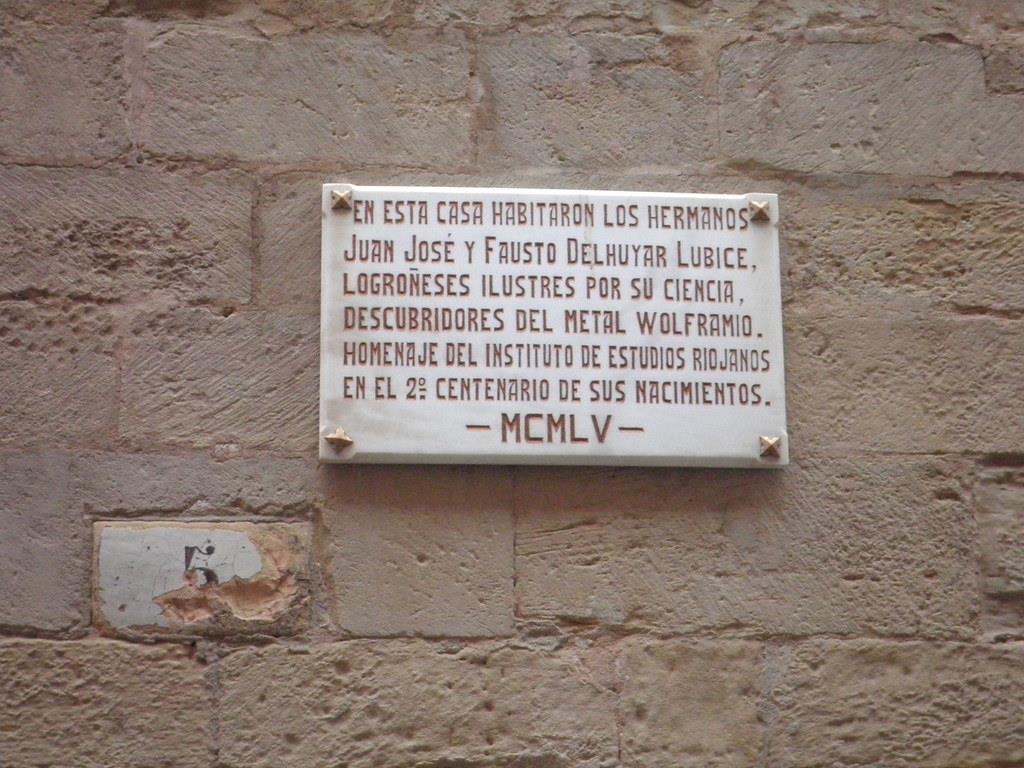 EN ESTA CASA HABITARON LOS HERMANOS
JUAN JOSÉ Y FAUSTO DELHUYAR LUBICE,
LOGROÑESES ILUSTRES POR SU CIENCIA,
DESCUBRIDORES DEL METAL WOLFRAMIO.
HOMENAJE DEL INSTITUTO DE ESTUDIOS RIOJANOS
EN EL 2º CENTENARIO DE SUS NACIMIENTOS.
— MCMLV —
5